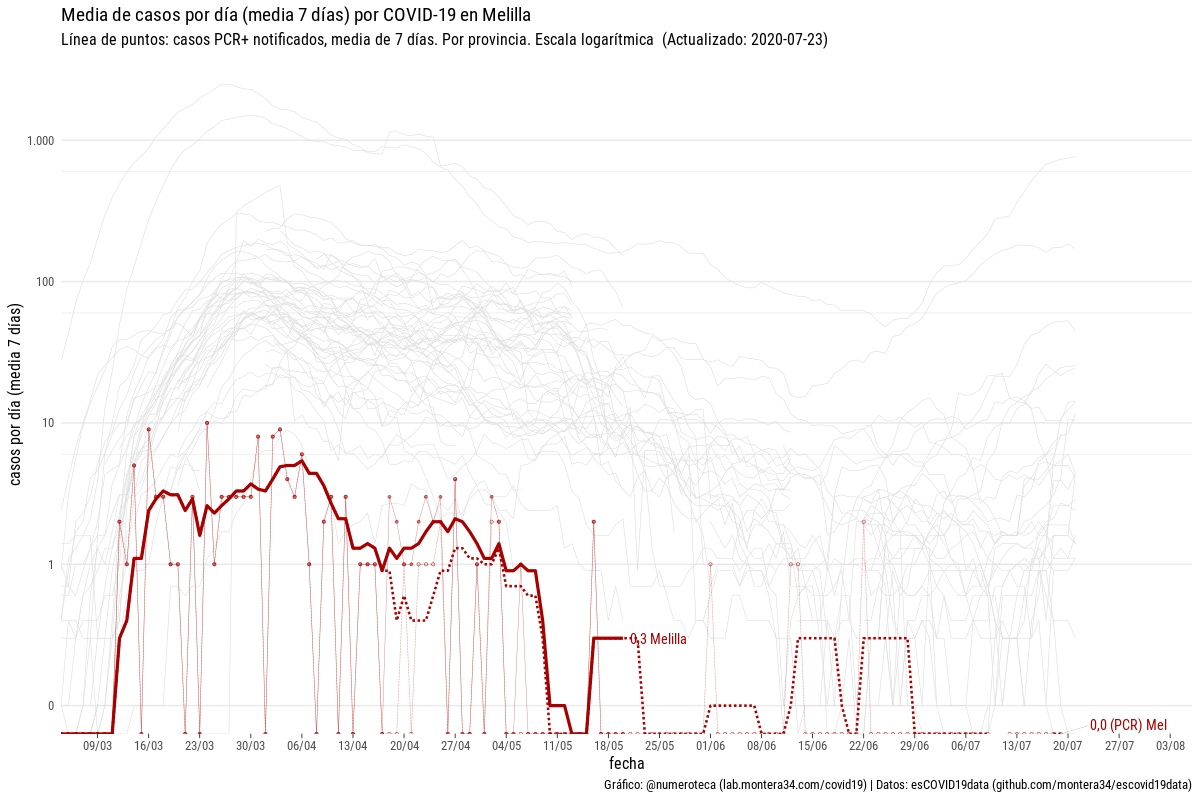 Media de casos por día (media 7 días) por COVID-19 en Melilla
Línea de puntos: casos PCR+ notificados, media de 7 días. Por provincia. Escala logarítmica  (Actualizado: 2020-07-23)
casos por día (media 7 días)
1.000
100
10
1
0
0,3 Melilla
0,0 (PCR) Mel
09/03 16/03 23/03 30/03 06/04 13/04 20/04 27/04 04/05 11/05 18/05 25/05 01/06 08/06 15/06 22/06 29/06 06/07 13/07 20/07 27/07 03/08
fecha
Gráfico: @numeroteca (lab.montera34.com/covid19) | Datos: esCOVID19data (github.com/montera34/escovid19data)